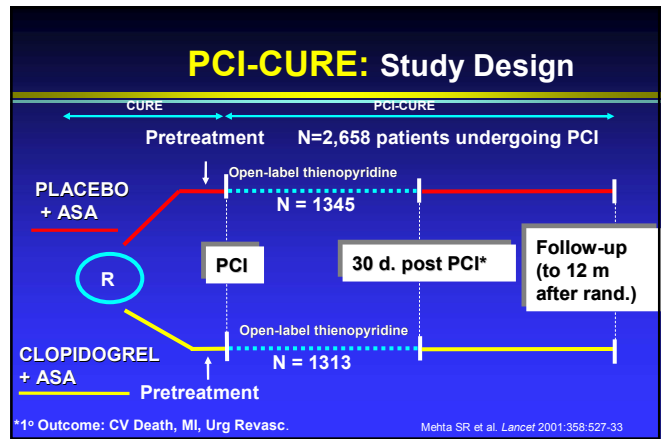 PCI-CURE: Study Design
CURE
PCI-CURE
Pretreatment
N=2,658 patients undergoing PCI
Open-label thienopyridine
PLACEBO
+ ASA
N = 1345
R
PCI
30 d. post PCI*
Follow-up
(to 12 m
after rand.)
Open-label thienopyridine
CLOPIDOGREL
+ ASA
N = 1313
Pretreatment
*1º Outcome: CV Death, MI, Urg Revasc.
Mehta SR et al. Lancet 2001:358:527-33